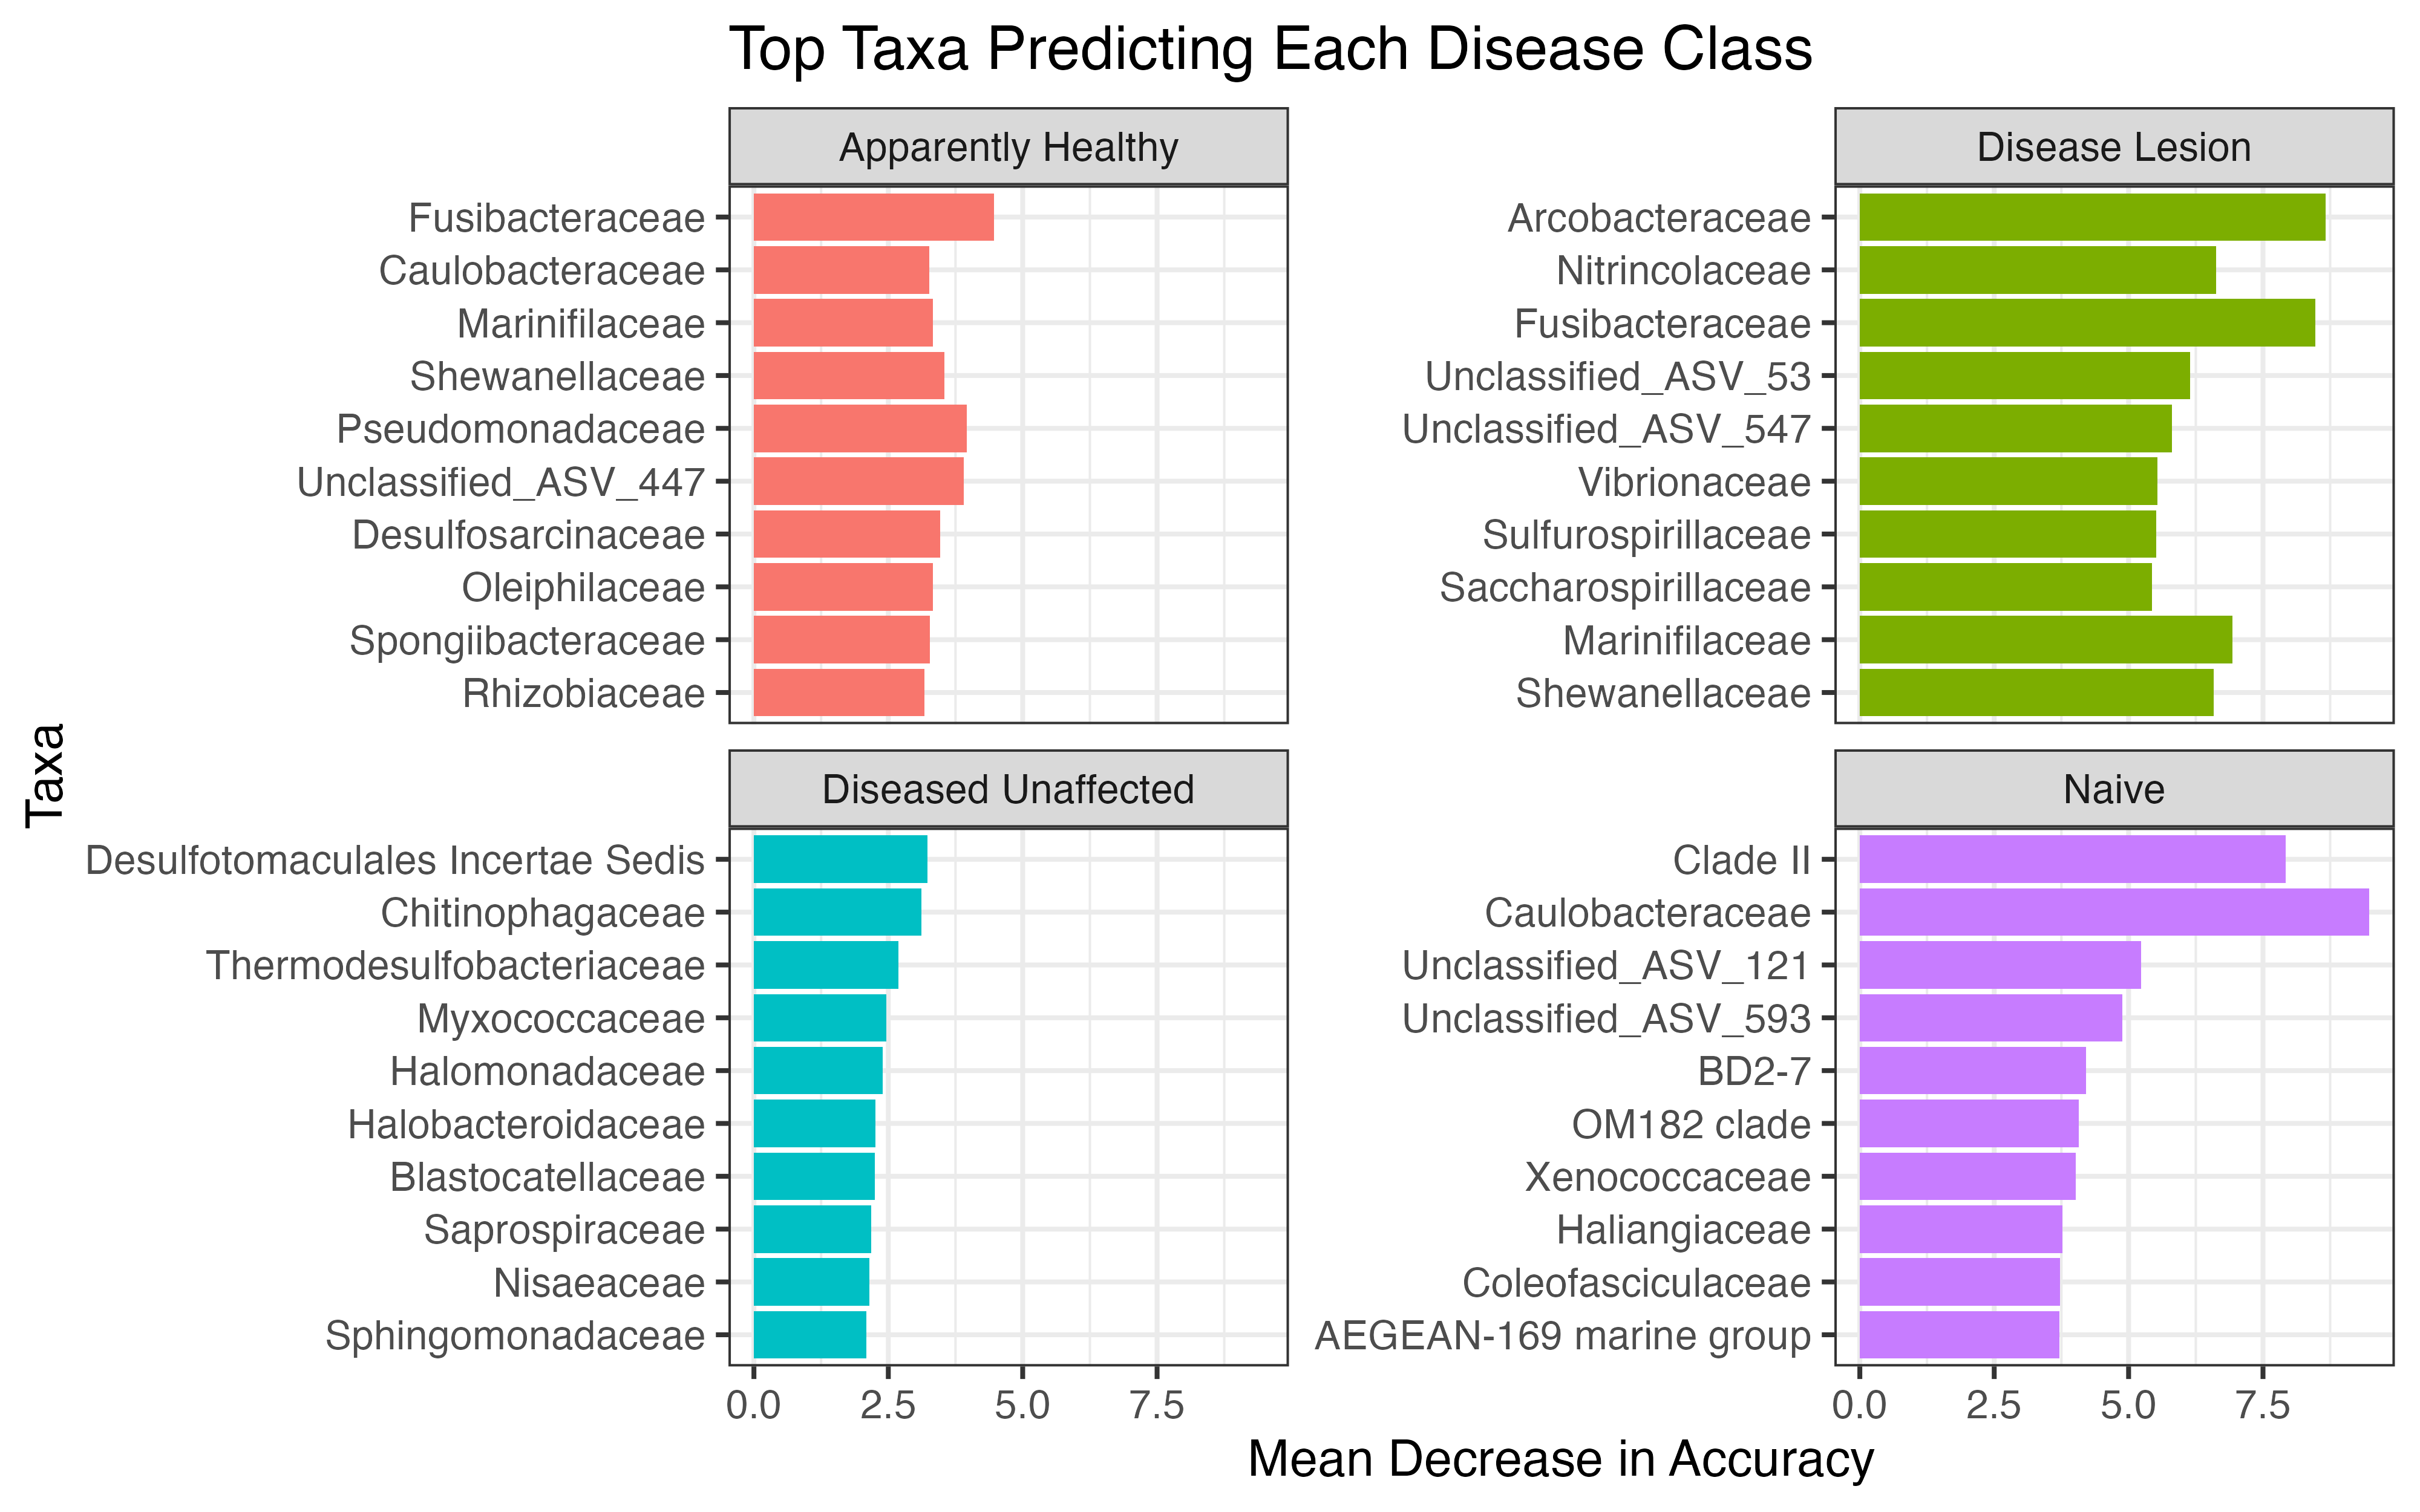 Top Taxa Predicting Each Disease Class
Apparently Healthy
Fusibacteraceae
Caulobacteraceae
Marinifilaceae
Shewanellaceae
Pseudomonadaceae
Unclassified_ASV_447
Desulfosarcinaceae
Oleiphilaceae
Spongiibacteraceae
Rhizobiaceae
Disease Lesion
Arcobacteraceae
Nitrincolaceae
Fusibacteraceae
Unclassified_ASV_53
Unclassified_ASV_547
Vibrionaceae
Sulfurospirillaceae
Saccharospirillaceae
Marinifilaceae
Shewanellaceae
Taxa
Diseased Unaffected
Desulfotomaculales Incertae Sedis
Chitinophagaceae
Thermodesulfobacteriaceae
Myxococcaceae
Halomonadaceae
Halobacteroidaceae
Blastocatellaceae
Saprospiraceae
Nisaeaceae
Sphingomonadaceae
0.0 2.5 5.0 7.5
Naive
Clade II
Caulobacteraceae
Unclassified_ASV_121
Unclassified_ASV_593
BD2-7
OM182 clade
Xenococcaceae
Haliangiaceae
Coleofasciculaceae
AEGEAN-169 marine group
0.0 2.5 5.0 7.5
Mean Decrease in Accuracy